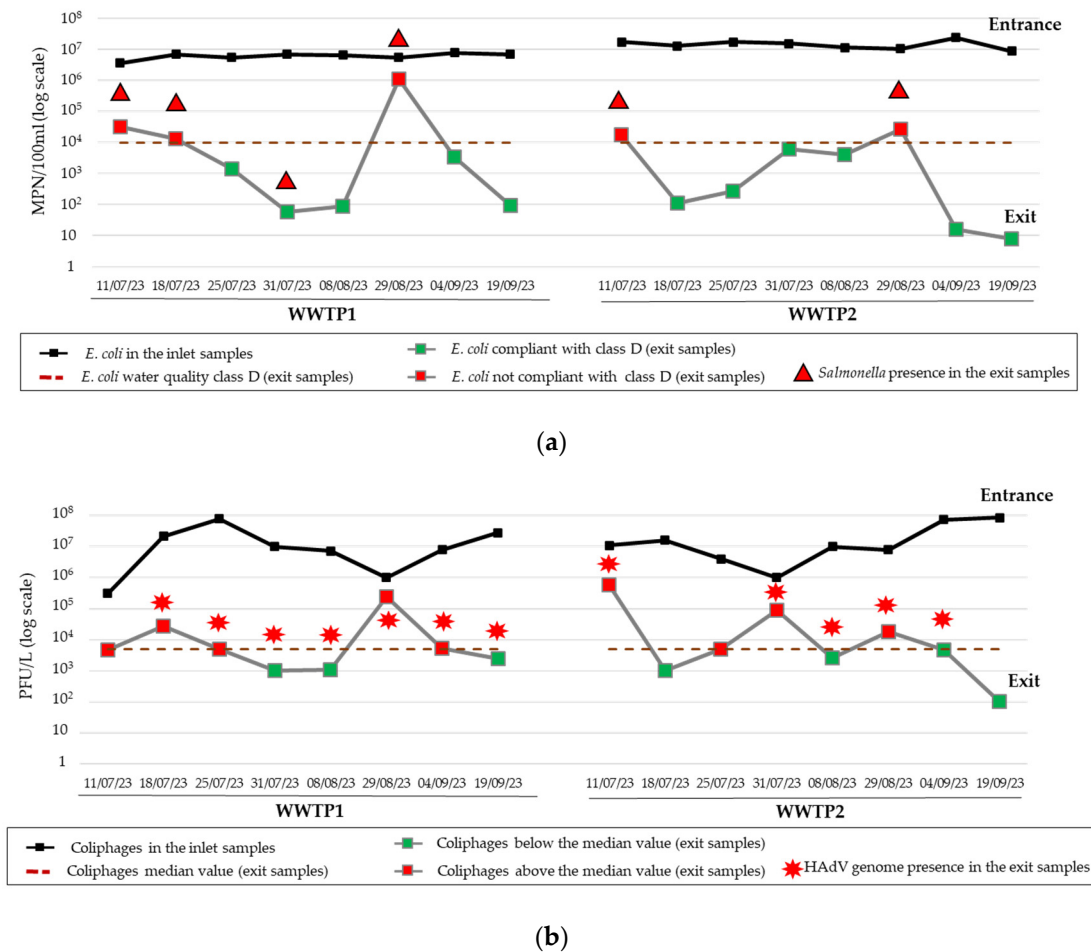 10⁸
Entrance
10⁷
10⁶
10⁵
10⁴
10³
10²
Exit
10
1
MPN/100ml (log scale)
11/07/23 18/07/23 25/07/23 31/07/23 08/08/23 29/08/23 04/09/23 19/09/23 11/07/23 18/07/23 25/07/23 31/07/23 08/08/23 29/08/23 04/09/23 19/09/23
WWTP1 WWTP2
E. coli in the inlet samples E. coli compliant with class D (exit samples)
E. coli water quality class D (exit samples) E. coli not compliant with class D (exit samples) Salmonella presence in the exit samples
(a)
Entrance
10⁸
10⁷
10⁶
10⁵
10⁴
10³
Exit
10²
10
1
PFU/L (log scale)
11/07/23 18/07/23 25/07/23 31/07/23 08/08/23 29/08/23 04/09/23 19/09/23 11/07/23 18/07/23 25/07/23 31/07/23 08/08/23 29/08/23 04/09/23 19/09/23
WWTP1 WWTP2
Coliphages in the inlet samples Coliphages below the median value (exit samples)
Coliphages median value (exit samples) Coliphages above the median value (exit samples) HAdV genome presence in the exit samples
(b)